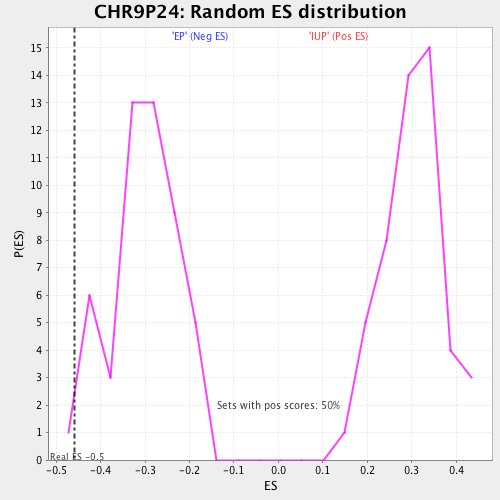 CHR9P24: Random ES distribution
'EP' (Neg ES) 'IUP' (Pos ES)
15
14
13
12
11
10
9
8
7
6
5
4
3
2
1
0
P(ES)
Sets with pos scores: 50%
Real ES -0.5
-0.5 -0.4 -0.3 -0.2 -0.1 0.0 0.1 0.2 0.3 0.4
ES